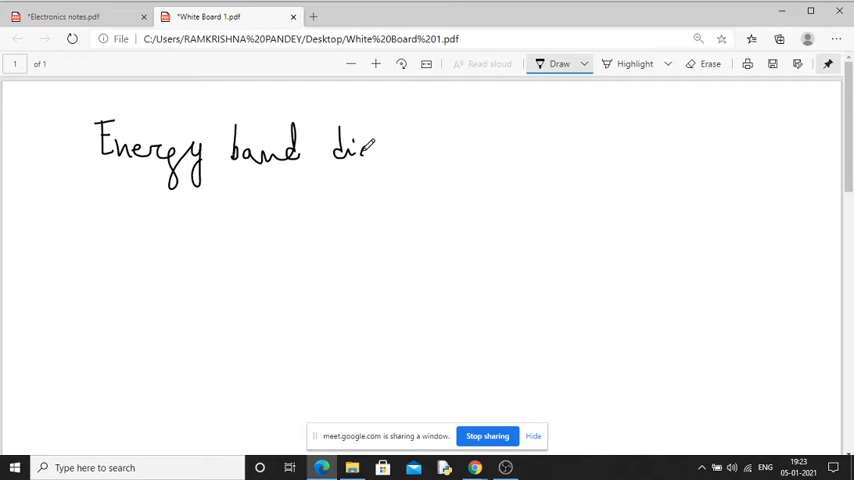 *Electronics notes.pdf
*White Board 1.pdf
File C:/Users/RAMKRISHNA%20PANDEY/Desktop/White%20Board%201.pdf
1 of 1 Read aloud Draw Highlight Erase
Energy band di
meet.google.com is sharing a window. Stop sharing Hide
Type here to search
ENG
19:23
05-01-2021